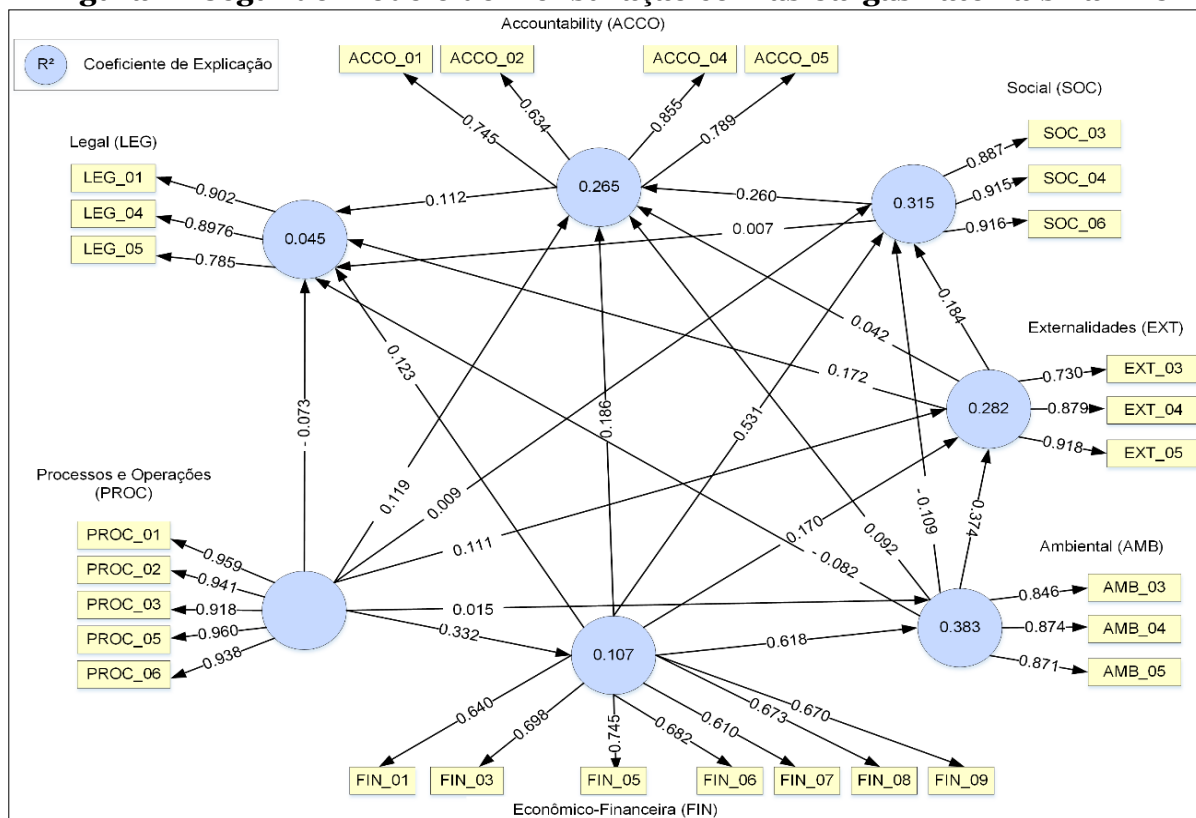 Accountability (ACCO)
R² Coeficiente de Explicação
ACCO_01 ACCO_02 ACCO_04 ACCO_05
0.745 0.634 0.855 0.789
Social (SOC)
SOC_03
SOC_04
SOC_06
0.887
0.915
0.916
Legal (LEG)
LEG_01
LEG_04
LEG_05
0.902
0.8976
0.785
0.045
0.265
0.315
0.112
0.260
0.007
0.184
0.042
Externalidades (EXT)
EXT_03
EXT_04
EXT_05
0.730
0.879
0.918
0.282
0.123
0.172
0.186
0.531
- 0.073
Processos e Operações
(PROC)
PROC_01
PROC_02
PROC_03
PROC_05
PROC_06
0.959
0.941
0.918
0.960
0.938
0.119
0.009
0.111
0.170
0.092
- 0.082
- 0.109
0.374
Ambiental (AMB)
AMB_03
AMB_04
AMB_05
0.846
0.874
0.871
0.383
0.015
0.332
0.618
0.107
0.640
0.698
0.745
0.682
0.610
0.673
0.670
FIN_01 FIN_03 FIN_05 FIN_06 FIN_07 FIN_08 FIN_09
Econômico-Financeira (FIN)